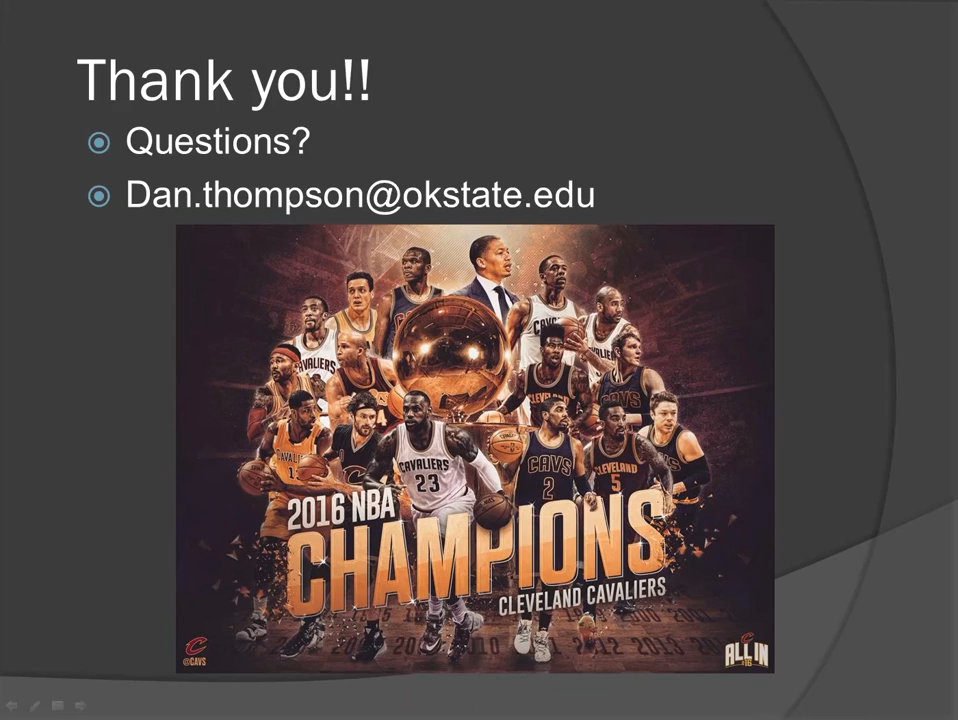 Thank you!!
Questions?
Dan.thompson@okstate.edu
CAVALIERS
23
CAVS
2
CLEVELAND
5
2016 NBA
CHAMPIONS
CLEVELAND CAVALIERS
@CAVS
ALL IN